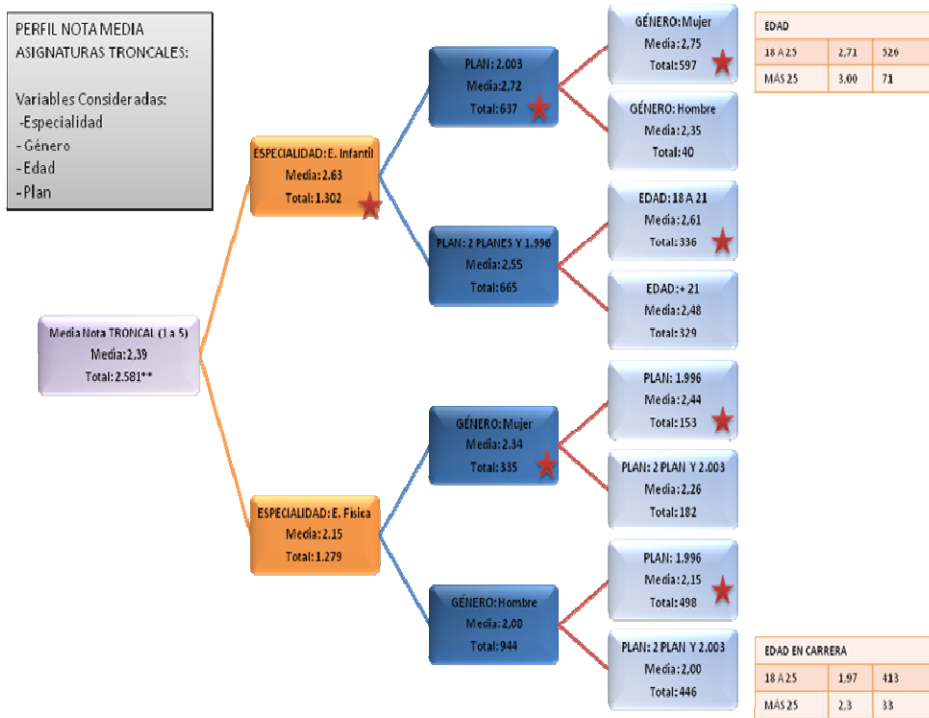 PERFIL NOTA MEDIA
ASIGNATURAS TRONCALES:
Variables Consideradas:
-Especialidad
-Género
-Edad
-Plan
Media Nota TRONCAL (1 a 5)
Media: 2,39
Total: 2.581**
ESPECIALIDAD: E. Infantil
Media: 2.63
Total: 1.302
ESPECIALIDAD: E. Física
Media: 2.15
Total: 1.279
PLAN: 2.003
Media: 2,72
Total: 637
PLAN: 2 PLANES Y 1.996
Media: 2,55
Total: 665
GÉNERO: Mujer
Media: 2.34
Total: 335
GÉNERO: Hombre
Media: 2,00
Total: 944
GÉNERO: Mujer
Media: 2,75
Total: 597
GÉNERO: Hombre
Media: 2,35
Total: 40
EDAD: 18 A 21
Media: 2,61
Total: 336
EDAD: + 21
Media: 2,48
Total: 329
PLAN: 1.996
Media: 2,44
Total: 153
PLAN: 2 PLAN Y 2.003
Media: 2,26
Total: 182
PLAN: 1.996
Media: 2,15
Total: 498
PLAN: 2 PLAN Y 2.003
Media: 2,00
Total: 446
EDAD
18 A 25 2,71 526
MÁS 25 3,00 71
EDAD EN CARRERA
18 A 25 1,97 413
MÁS 25 2,3 33